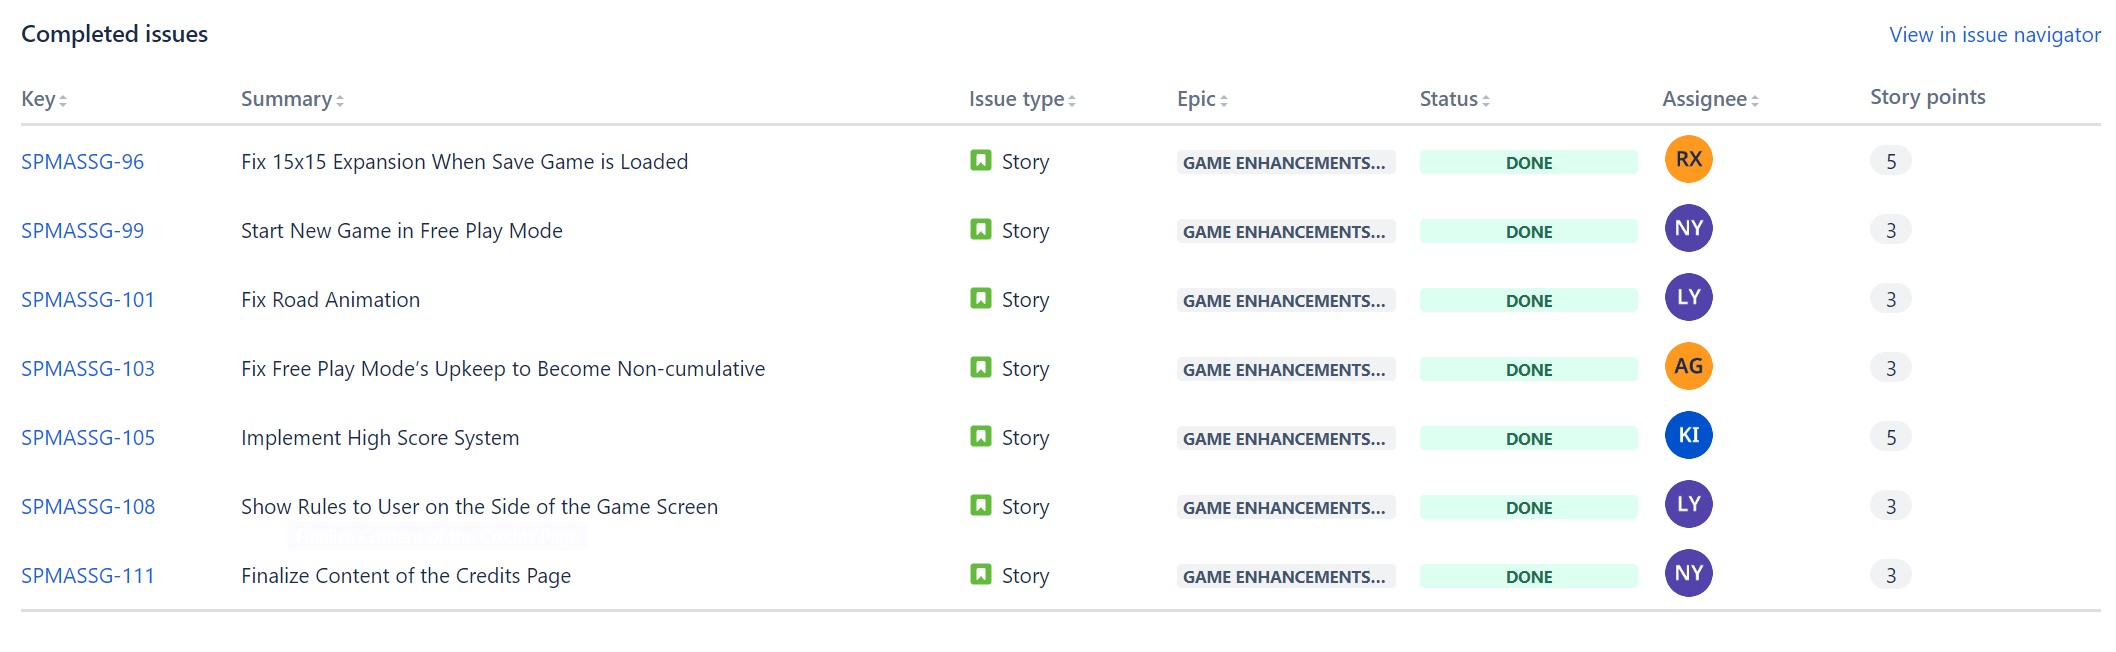 Completed issues View in issue navigator
Key Summary Issue type Epic Status Assignee Story points
SPMASSG-96 Fix 15x15 Expansion When Save Game is Loaded Story GAME ENHANCEMENTS... DONE RX 5
SPMASSG-99 Start New Game in Free Play Mode Story GAME ENHANCEMENTS... DONE NY 3
SPMASSG-101 Fix Road Animation Story GAME ENHANCEMENTS... DONE LY 3
SPMASSG-103 Fix Free Play Mode’s Upkeep to Become Non-cumulative Story GAME ENHANCEMENTS... DONE AG 3
SPMASSG-105 Implement High Score System Story GAME ENHANCEMENTS... DONE KI 5
SPMASSG-108 Show Rules to User on the Side of the Game Screen Story GAME ENHANCEMENTS... DONE LY 3
SPMASSG-111 Finalize Content of the Credits Page Story GAME ENHANCEMENTS... DONE NY 3